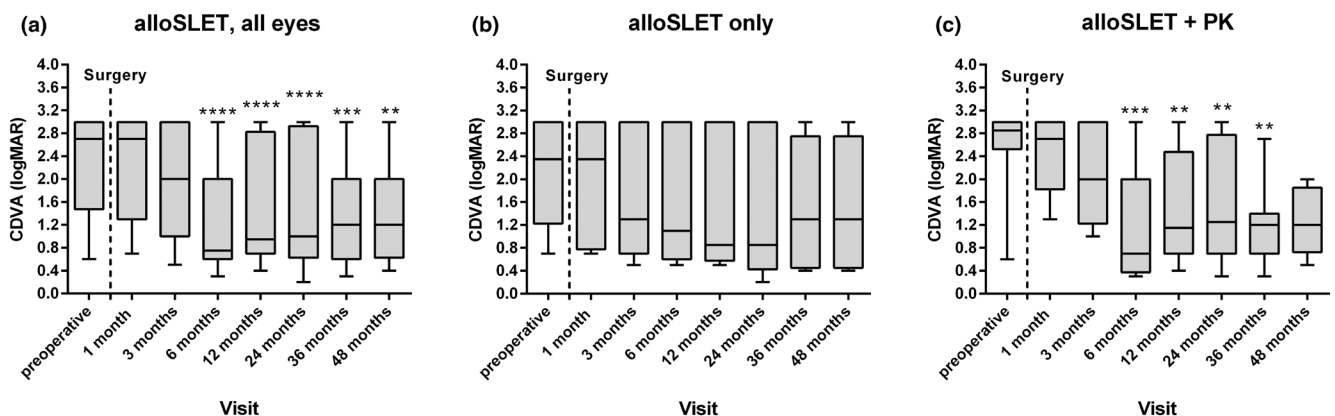 (a) alloSLET, all eyes
Surgery
**** **** **** *** **
4.0
3.6
3.2
2.8
2.4
2.0
1.6
1.2
0.8
0.4
0.0
CDVA (logMAR)
preoperative
1 month
3 months
6 months
12 months
24 months
36 months
48 months
Visit
(b) alloSLET only
Surgery
4.0
3.6
3.2
2.8
2.4
2.0
1.6
1.2
0.8
0.4
0.0
CDVA (logMAR)
preoperative
1 month
3 months
6 months
12 months
24 months
36 months
48 months
Visit
(c) alloSLET + PK
Surgery
*** ** ** **
4.0
3.6
3.2
2.8
2.4
2.0
1.6
1.2
0.8
0.4
0.0
CDVA (logMAR)
preoperative
1 month
3 months
6 months
12 months
24 months
36 months
48 months
Visit